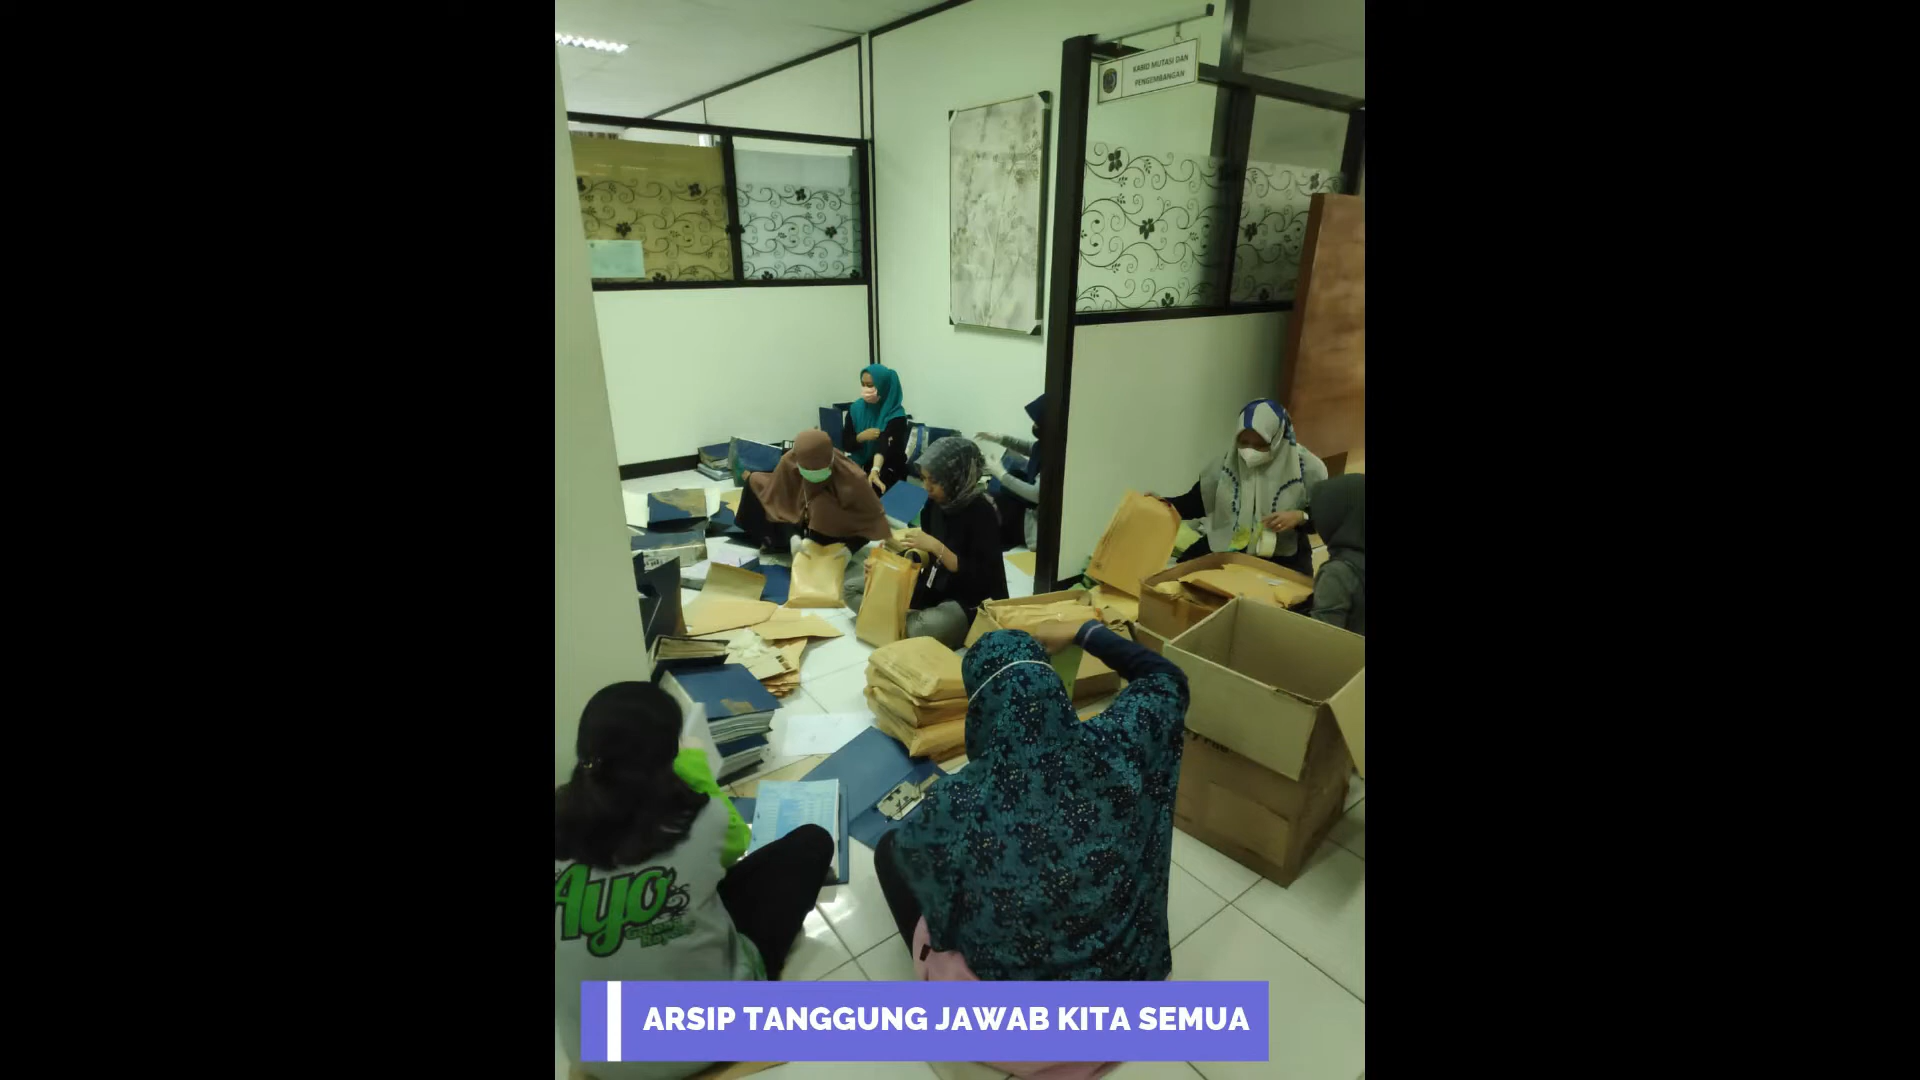 KABID MUTASI DAN
PENGEMBANGAN
Ayo
ARSIP TANGGUNG JAWAB KITA SEMUA